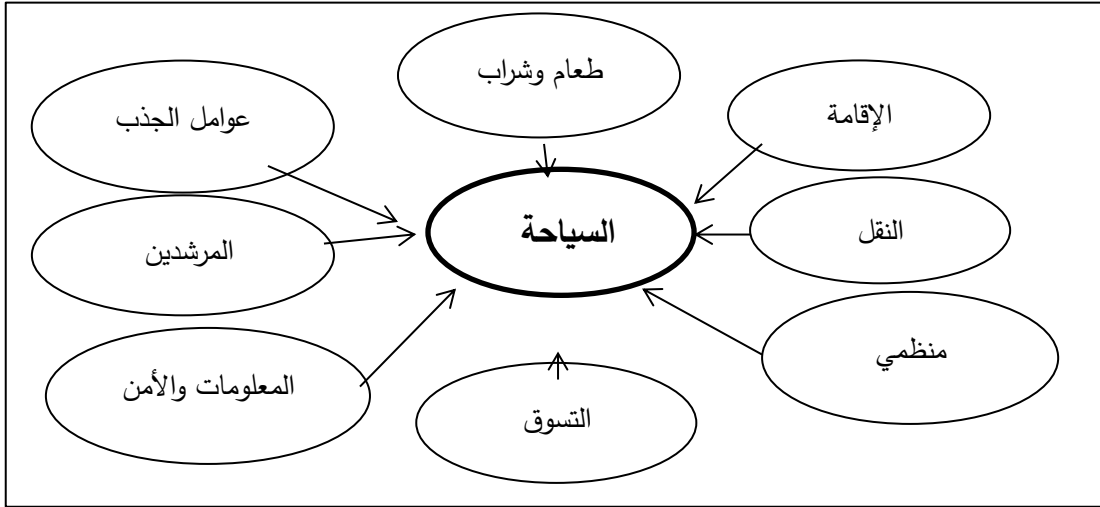 طعام وشراب
الإقامة
عوامل الجذب
النقل
السياحة
المرشدين
منظمي
المعلومات والأمن
التسوق